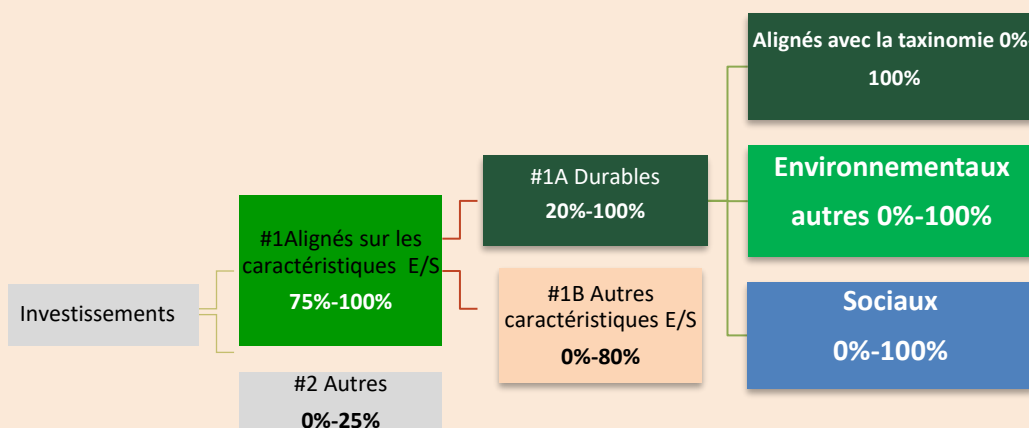 Investissements
#1Alignés sur les
caractéristiques E/S
75%-100%
#2 Autres
0%-25%
#1A Durables
20%-100%
#1B Autres
caractéristiques E/S
0%-80%
Alignés avec la taxinomie 0%-
100%
Environnementaux
autres 0%-100%
Sociaux
0%-100%